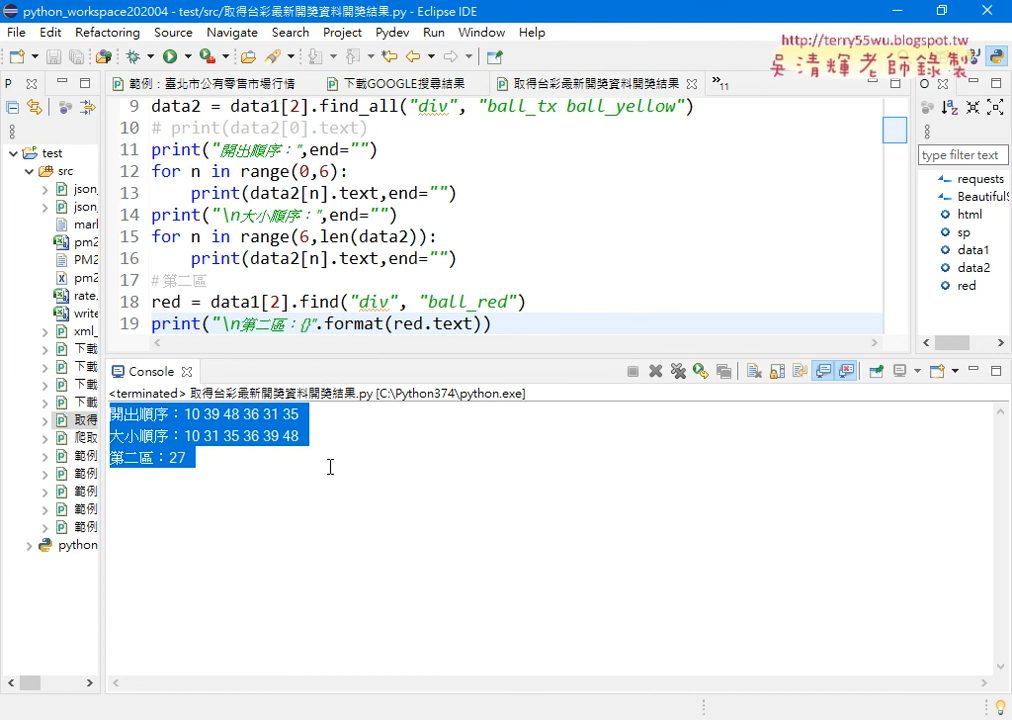 python_workspace202004 - test/src/取得台彩最新開獎資料開獎結果.py - Eclipse IDE
File Edit Refactoring Source Navigate Search Project Pydev Run Window Help
http://terry55wu.blogspot.tw
吳清輝老師錄製
P
範例：臺北市公有零售市場行情
下載GOOGLE搜尋結果
取得台彩最新開獎資料開獎結果
»11
O
9 data2 = data1[2].find_all("div", "ball_tx ball_yellow")
10 # print(data2[0].text)
11 print("開出順序：",end="")
12 for n in range(0,6):
13 print(data2[n].text,end="")
14 print("\n大小順序：",end="")
15 for n in range(6,len(data2)):
16 print(data2[n].text,end="")
17 #第二區
18 red = data1[2].find("div", "ball_red")
19 print("\n第二區：{}".format(red.text))
test
src
json_
json_
mark
pm2
PM2
pm2
rate.
write
xml_
下載
下載
下載
下載
取得
爬取
範例
範例
範例
範例
範例
python
type filter text
requests
BeautifulS
html
sp
data1
data2
red
Console
<terminated> 取得台彩最新開獎資料開獎結果.py [C:\Python374\python.exe]
開出順序：10 39 48 36 31 35
大小順序：10 31 35 36 39 48
第二區：27